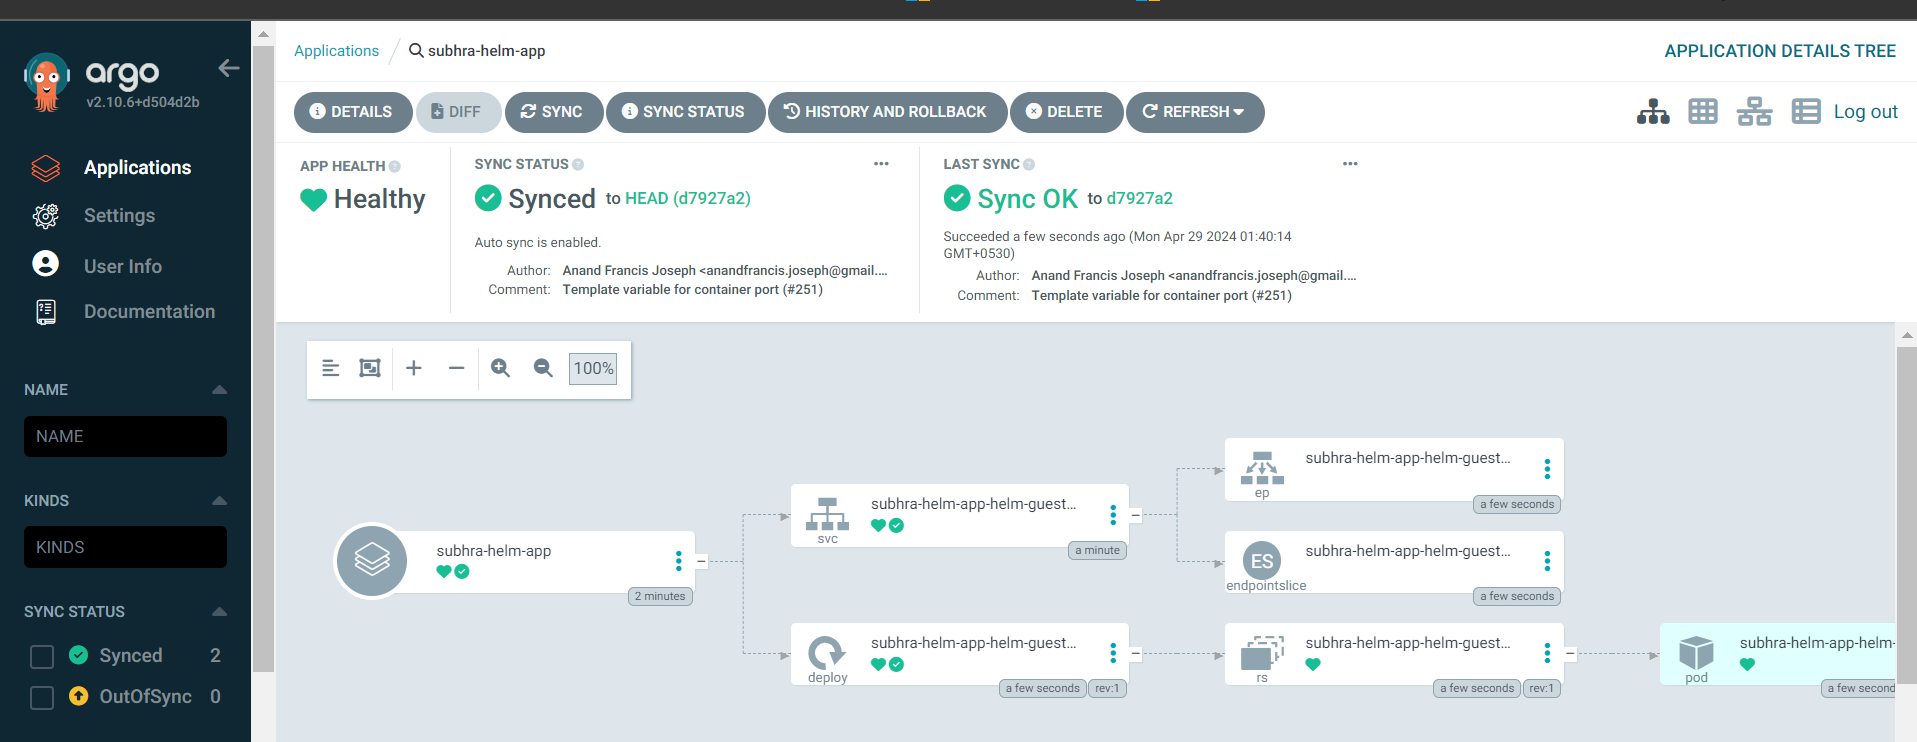 argo
v2.10.6+d504d2b
Applications
Settings
User Info
Documentation
NAME
NAME
KINDS
KINDS
SYNC STATUS
Synced 2
OutOfSync 0
Applications / subhra-helm-app
APPLICATION DETAILS TREE
DETAILS DIFF SYNC SYNC STATUS HISTORY AND ROLLBACK DELETE REFRESH
Log out
APP HEALTH
Healthy
SYNC STATUS
Synced to HEAD (d7927a2)
Auto sync is enabled.
Author: Anand Francis Joseph <anandfrancis.joseph@gmail....
Comment: Template variable for container port (#251)
LAST SYNC
Sync OK to d7927a2
Succeeded a few seconds ago (Mon Apr 29 2024 01:40:14
GMT+0530)
Author: Anand Francis Joseph <anandfrancis.joseph@gmail....
Comment: Template variable for container port (#251)
100%
subhra-helm-app
2 minutes
svc
subhra-helm-app-helm-guest...
a minute
deploy
subhra-helm-app-helm-guest...
a few seconds rev:1
ep
subhra-helm-app-helm-guest...
a few seconds
ES
endpointslice
subhra-helm-app-helm-guest...
a few seconds
rs
subhra-helm-app-helm-guest...
a few seconds rev:1
pod
subhra-helm-app-helm-
a few second